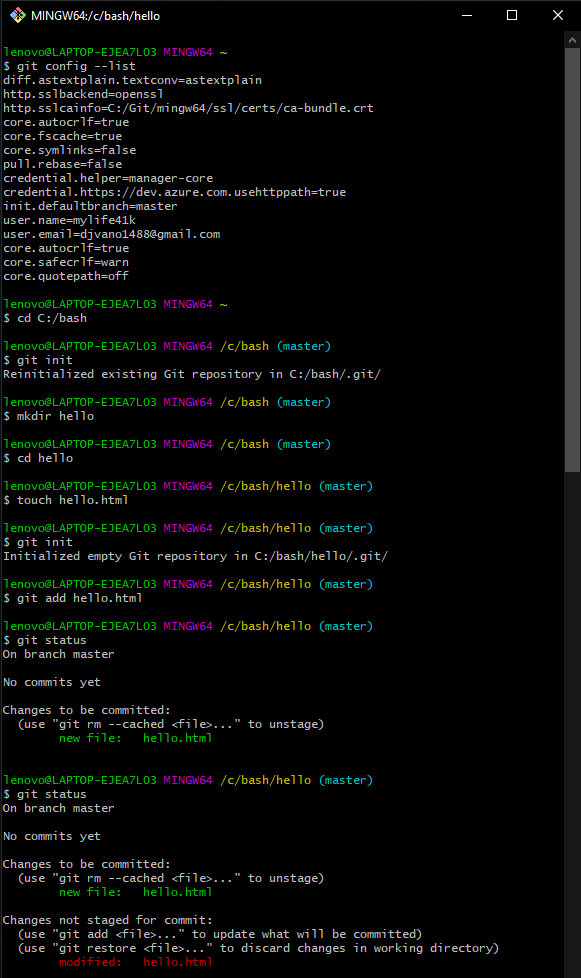 MINGW64:/c/bash/hello
lenovo@LAPTOP-EJEA7LO3 MINGW64 ~
$ git config --list
diff.astextplain.textconv=astextplain
http.sslbackend=openssl
http.sslcainfo=C:/Git/mingw64/ssl/certs/ca-bundle.crt
core.autocrlf=true
core.fscache=true
core.symlinks=false
pull.rebase=false
credential.helper=manager-core
credential.https://dev.azure.com.usehttppath=true
init.defaultbranch=master
user.name=mylife41k
user.email=djvano1488@gmail.com
core.autocrlf=true
core.safecrlf=warn
core.quotepath=off
lenovo@LAPTOP-EJEA7LO3 MINGW64 ~
$ cd C:/bash
lenovo@LAPTOP-EJEA7LO3 MINGW64 /c/bash (master)
$ git init
Reinitialized existing Git repository in C:/bash/.git/
lenovo@LAPTOP-EJEA7LO3 MINGW64 /c/bash (master)
$ mkdir hello
lenovo@LAPTOP-EJEA7LO3 MINGW64 /c/bash (master)
$ cd hello
lenovo@LAPTOP-EJEA7LO3 MINGW64 /c/bash/hello (master)
$ touch hello.html
lenovo@LAPTOP-EJEA7LO3 MINGW64 /c/bash/hello (master)
$ git init
Initialized empty Git repository in C:/bash/hello/.git/
lenovo@LAPTOP-EJEA7LO3 MINGW64 /c/bash/hello (master)
$ git add hello.html
lenovo@LAPTOP-EJEA7LO3 MINGW64 /c/bash/hello (master)
$ git status
On branch master
No commits yet
Changes to be committed:
(use "git rm --cached <file>..." to unstage)
new file: hello.html
lenovo@LAPTOP-EJEA7LO3 MINGW64 /c/bash/hello (master)
$ git status
On branch master
No commits yet
Changes to be committed:
(use "git rm --cached <file>..." to unstage)
new file: hello.html
Changes not staged for commit:
(use "git add <file>..." to update what will be committed)
(use "git restore <file>..." to discard changes in working directory)
modified: hello.html